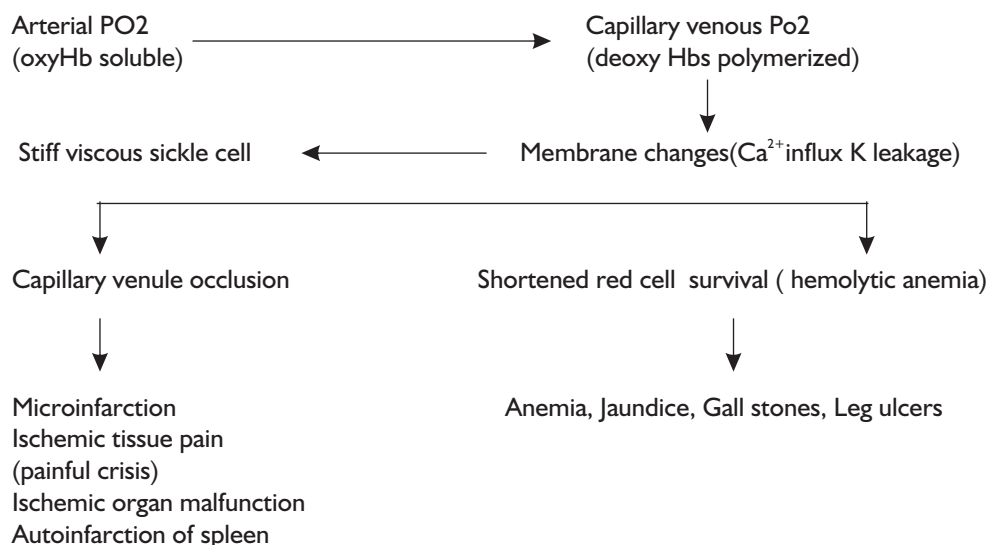 Arterial PO2
(oxyHb soluble)
Capillary venous Po2
(deoxy Hbs polymerized)
Stiff viscous sickle cell
Membrane changes(Ca²⁺influx K leakage)
Capillary venule occlusion
Shortened red cell survival ( hemolytic anemia)
Microinfarction
Ischemic tissue pain
(painful crisis)
Ischemic organ malfunction
Autoinfarction of spleen
Anemia, Jaundice, Gall stones, Leg ulcers